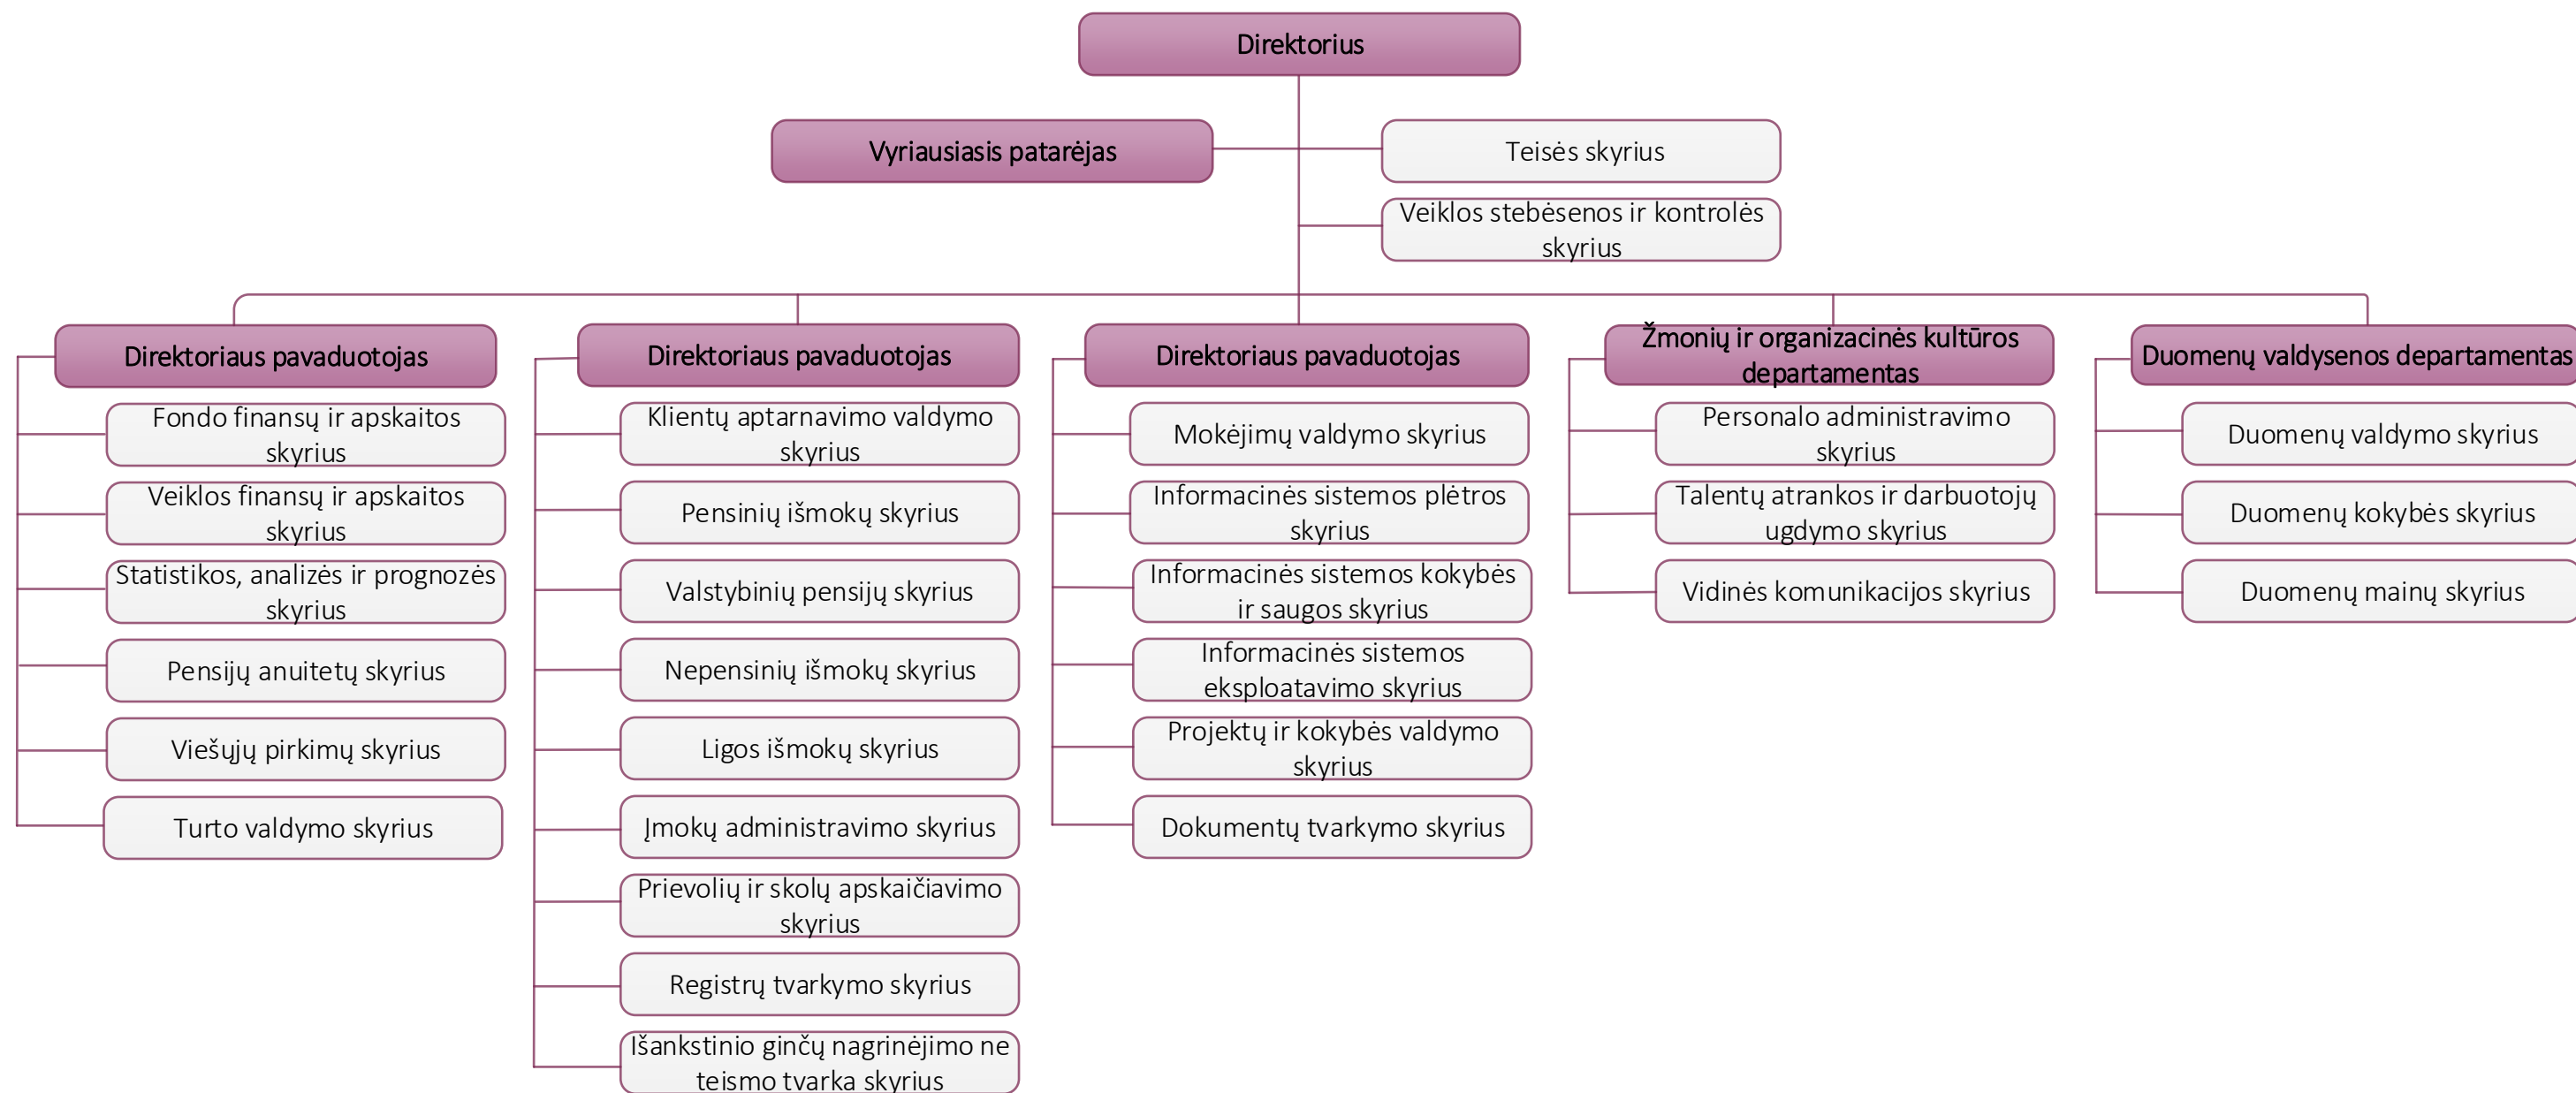 Direktorius
Vyriausiasis patarėjas
Teisės skyrius
Veiklos stebėsenos ir kontrolės
skyrius
Direktoriaus pavaduotojas
Fondo finansų ir apskaitos
skyrius
Veiklos finansų ir apskaitos
skyrius
Statistikos, analizės ir prognozės
skyrius
Pensijų anuitetų skyrius
Viešųjų pirkimų skyrius
Turto valdymo skyrius
Direktoriaus pavaduotojas
Klientų aptarnavimo valdymo
skyrius
Pensinių išmokų skyrius
Valstybinių pensijų skyrius
Nepensinių išmokų skyrius
Ligos išmokų skyrius
Įmokų administravimo skyrius
Prievolių ir skolų apskaičiavimo
skyrius
Registrų tvarkymo skyrius
Išankstinio ginčų nagrinėjimo ne
teismo tvarka skyrius
Direktoriaus pavaduotojas
Mokėjimų valdymo skyrius
Informacinės sistemos plėtros
skyrius
Informacinės sistemos kokybės
ir saugos skyrius
Informacinės sistemos
eksploatavimo skyrius
Projektų ir kokybės valdymo
skyrius
Dokumentų tvarkymo skyrius
Žmonių ir organizacinės kultūros
departamentas
Personalo administravimo
skyrius
Talentų atrankos ir darbuotojų
ugdymo skyrius
Vidinės komunikacijos skyrius
Duomenų valdysenos departamentas
Duomenų valdymo skyrius
Duomenų kokybės skyrius
Duomenų mainų skyrius